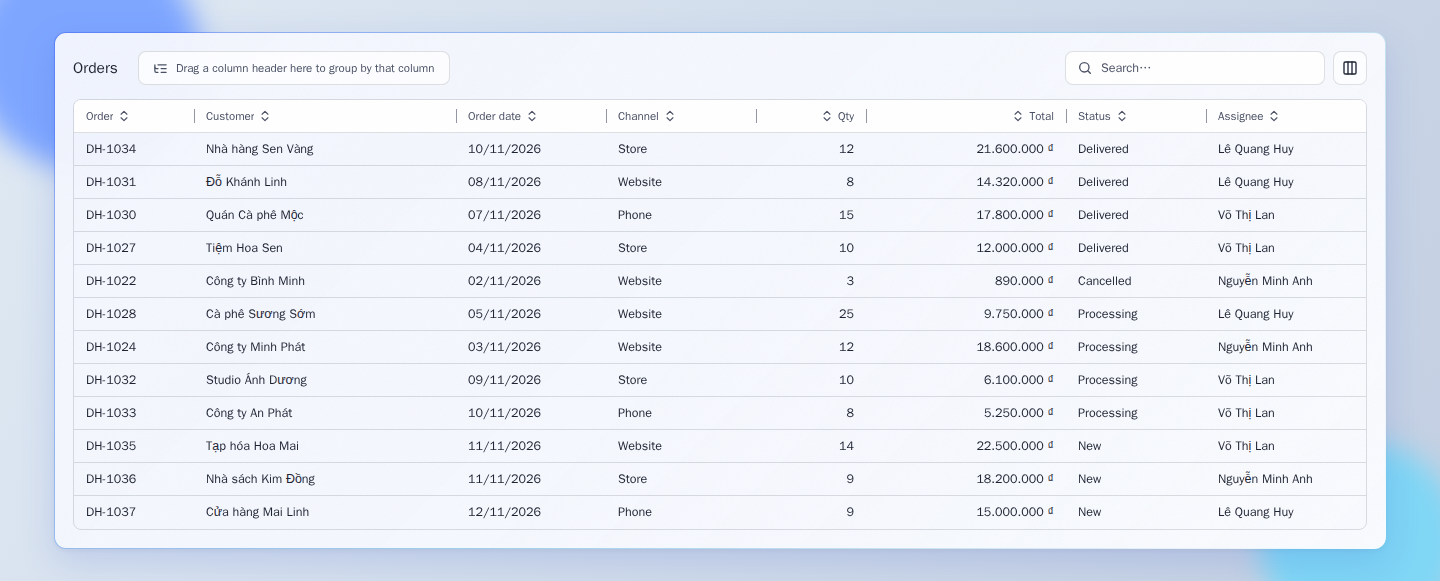 Orders Drag a column header here to group by that column Search...
Order Customer Order date Channel Qty Total Status Assignee
DH-1034 Nhà hàng Sen Vàng 10/11/2026 Store 12 21.600.000 ₫ Delivered Lê Quang Huy
DH-1031 Đỗ Khánh Linh 08/11/2026 Website 8 14.320.000 ₫ Delivered Lê Quang Huy
DH-1030 Quán Cà phê Mộc 07/11/2026 Phone 15 17.800.000 ₫ Delivered Võ Thị Lan
DH-1027 Tiệm Hoa Sen 04/11/2026 Store 10 12.000.000 ₫ Delivered Võ Thị Lan
DH-1022 Công ty Bình Minh 02/11/2026 Website 3 890.000 ₫ Cancelled Nguyễn Minh Anh
DH-1028 Cà phê Sương Sớm 05/11/2026 Website 25 9.750.000 ₫ Processing Lê Quang Huy
DH-1024 Công ty Minh Phát 03/11/2026 Website 12 18.600.000 ₫ Processing Nguyễn Minh Anh
DH-1032 Studio Ánh Dương 09/11/2026 Store 10 6.100.000 ₫ Processing Võ Thị Lan
DH-1033 Công ty An Phát 10/11/2026 Phone 8 5.250.000 ₫ Processing Võ Thị Lan
DH-1035 Tạp hóa Hoa Mai 11/11/2026 Website 14 22.500.000 ₫ New Võ Thị Lan
DH-1036 Nhà sách Kim Đồng 11/11/2026 Store 9 18.200.000 ₫ New Nguyễn Minh Anh
DH-1037 Cửa hàng Mai Linh 12/11/2026 Phone 9 15.000.000 ₫ New Lê Quang Huy